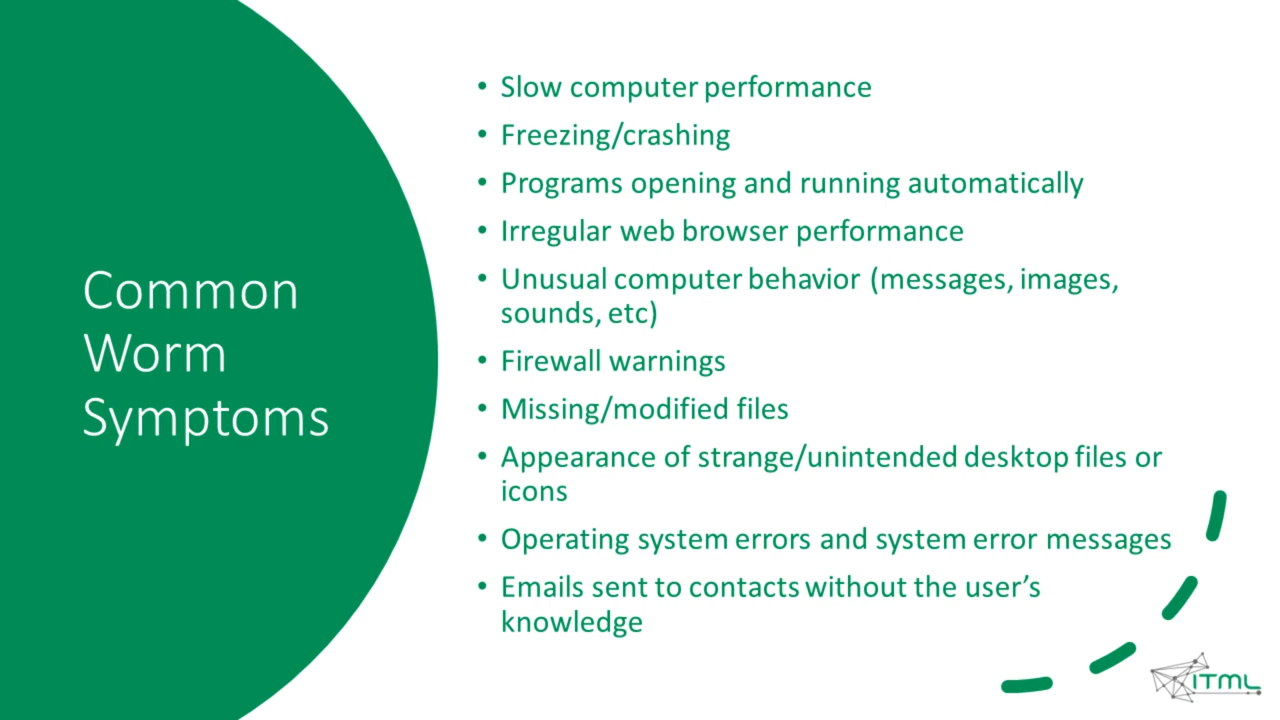 Common
Worm
Symptoms
• Slow computer performance
• Freezing/crashing
• Programs opening and running automatically
• Irregular web browser performance
• Unusual computer behavior (messages, images,
sounds, etc)
• Firewall warnings
• Missing/modified files
• Appearance of strange/unintended desktop files or
icons
• Operating system errors and system error messages
• Emails sent to contacts without the user’s
knowledge
ITML